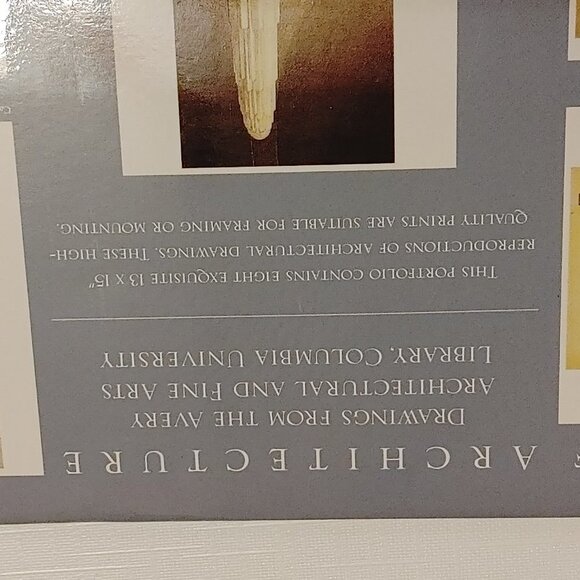 ARCHITECTURE
DRAWINGS FROM THE AVERY
ARCHITECTURAL AND FINE ARTS
LIBRARY, COLUMBIA UNIVERSITY
THIS PORTFOLIO CONTAINS EIGHT EXQUISITE 13 X 15"
REPRODUCTIONS OF ARCHITECTURAL DRAWINGS. THESE HIGH-
QUALITY PRINTS ARE SUITABLE FOR FRAMING OR MOUNTING.